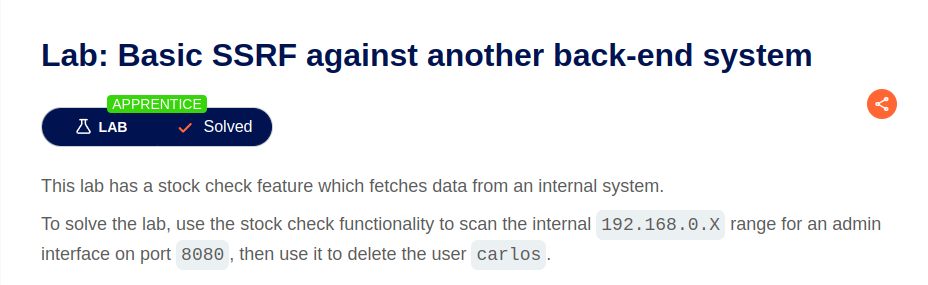 Lab: Basic SSRF against another back-end system
APPRENTICE
LAB Solved
This lab has a stock check feature which fetches data from an internal system.
To solve the lab, use the stock check functionality to scan the internal 192.168.0.X range for an admin
interface on port 8080, then use it to delete the user carlos.